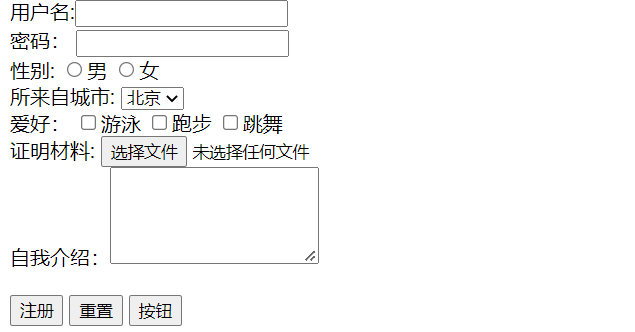 用户名:
密码：
性别: 男 女
所来自城市: 北京
爱好： 游泳 跑步 跳舞
证明材料: 选择文件 未选择任何文件
自我介绍：
注册 重置 按钮